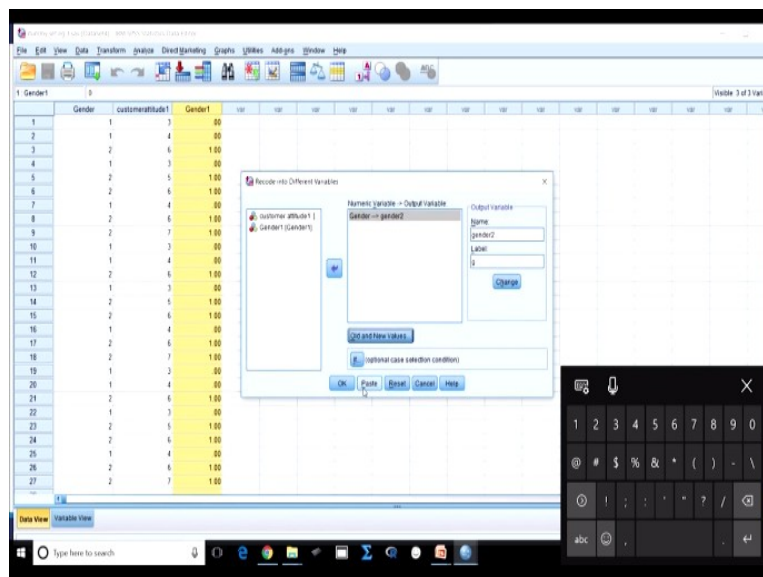 File Edit View Data Transform Analyze Direct Marketing Graphs Utilities Add-ons Window Help
1 Gender1 0 Visible: 3 of 3 Vari
Gender customerattitude1 Gender1 var var var var var var var var var var var var var
1 1 3 .00
2 1 4 .00
3 2 6 1.00
4 1 3 .00
5 2 5 1.00
6 2 6 1.00
7 1 4 .00
8 2 6 1.00
9 2 7 1.00
10 1 3 .00
11 1 4 .00
12 2 6 1.00
13 1 3 .00
14 2 5 1.00
15 2 6 1.00
16 1 4 .00
17 2 6 1.00
18 2 7 1.00
19 1 3 .00
20 1 4 .00
21 2 6 1.00
22 1 3 .00
23 2 5 1.00
24 2 6 1.00
25 1 4 .00
26 2 6 1.00
27 2 7 1.00
Data View Variable View
Recode into Different Variables
customer attitude1 [
Gender1 [Gender1]
Numeric Variable -> Output Variable:
Gender --> gender2
Output Variable
Name:
gender2
Label:
g
Change
Old and New Values...
If... (optional case selection condition)
OK Paste Reset Cancel Help
1 2 3 4 5 6 7 8 9 0
@ # $ % & * ( ) - \
! ; : ' " ? /
abc , .
Type here to search